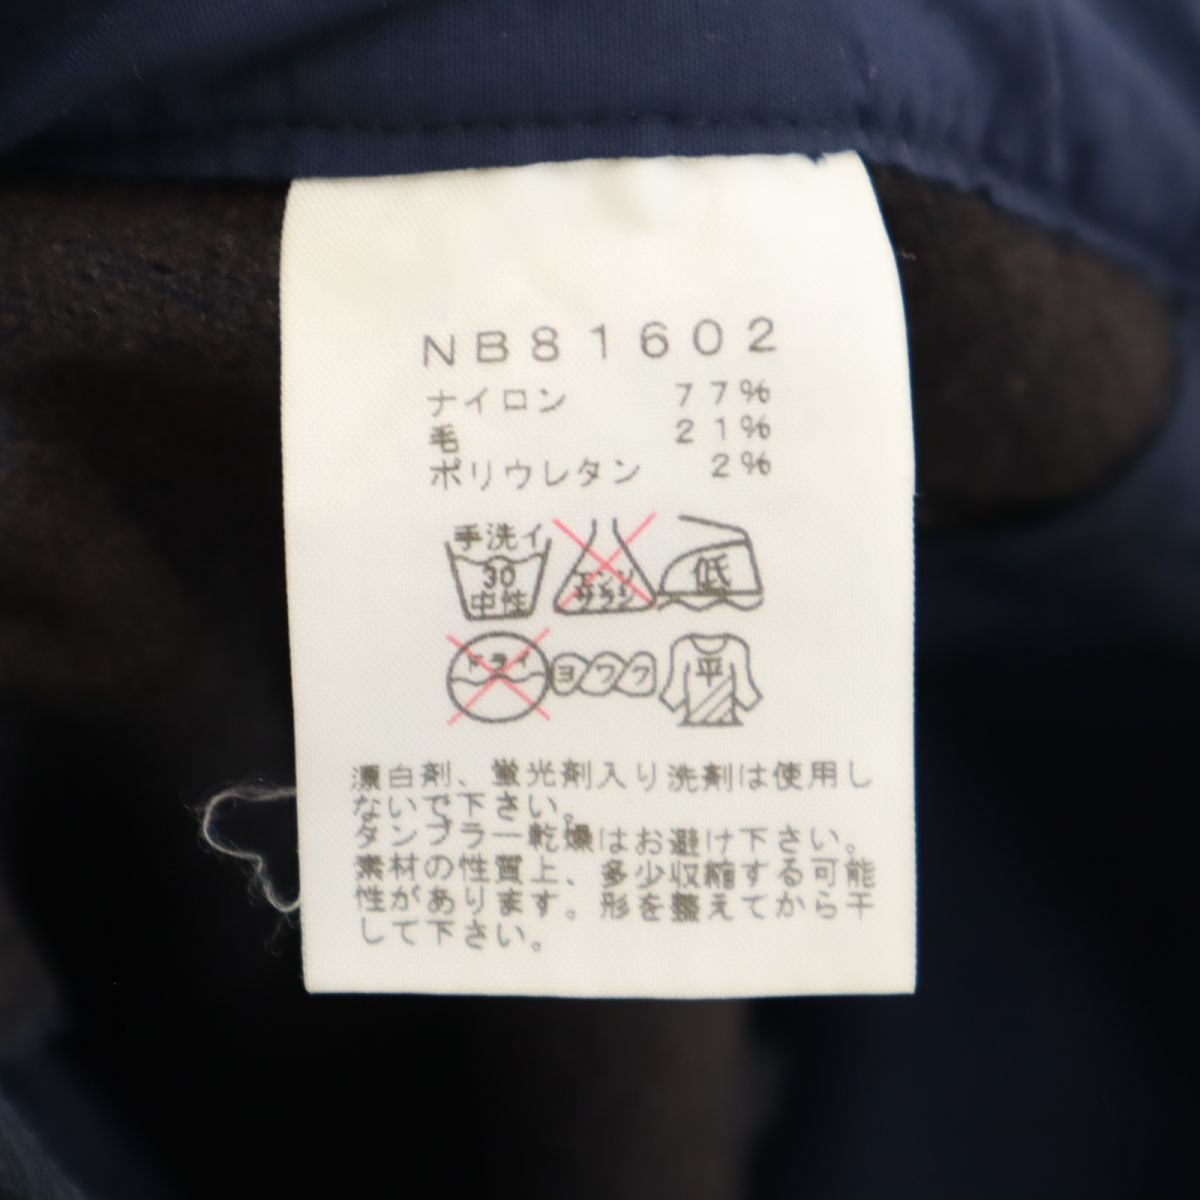 NB81602
ナイロン 77%
毛 21%
ポリウレタン 2%
手洗イ
30
中性
エンソ
サラシ
低
ドライ
ヨワク
平
漂白剤、蛍光剤入り洗剤は使用し
ないで下さい。
タンブラー乾燥はお避け下さい。
素材の性質上、多少収縮する可能
性があります。形を整えてから干
して下さい。